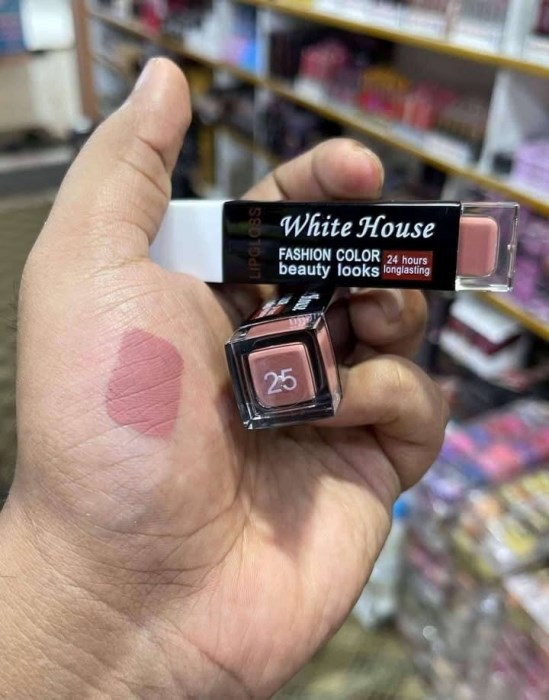 LIPGLOSS
White House
FASHION COLOR
beauty looks
24 hours
longlasting
25